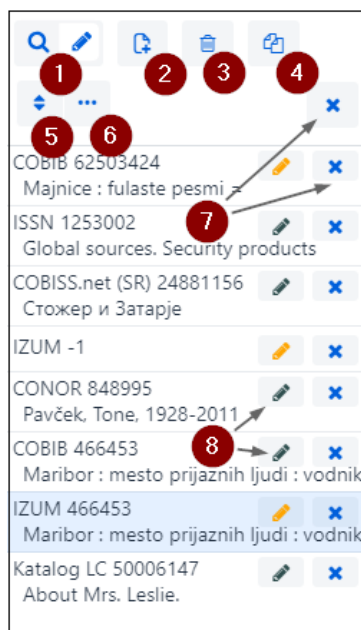 1
2
3
4
5
6
COBIB 62503424
Majnice : fulaste pesmi =
7
ISSN 1253002
Global sources. Security products
COBISS.net (SR) 24881156
Стожер и Затарје
IZUM -1
CONOR 848995
Pavček, Tone, 1928-2011
8
COBIB 466453
Maribor : mesto prijaznih ljudi : vodnik
IZUM 466453
Maribor : mesto prijaznih ljudi : vodnik
Katalog LC 50006147
About Mrs. Leslie.